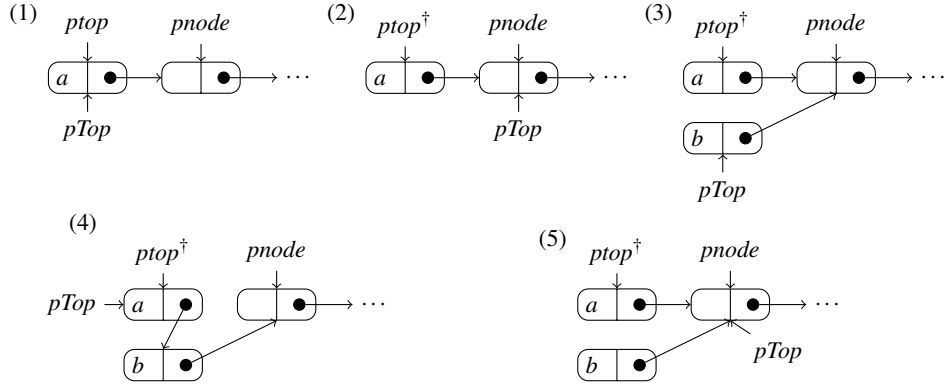 (1) (2) (3)
ptop pnode ptop† pnode ptop† pnode
a ··· a ··· a ···
pTop pTop b
pTop
(4) (5)
ptop† pnode ptop† pnode
pTop a ··· a ···
b b pTop